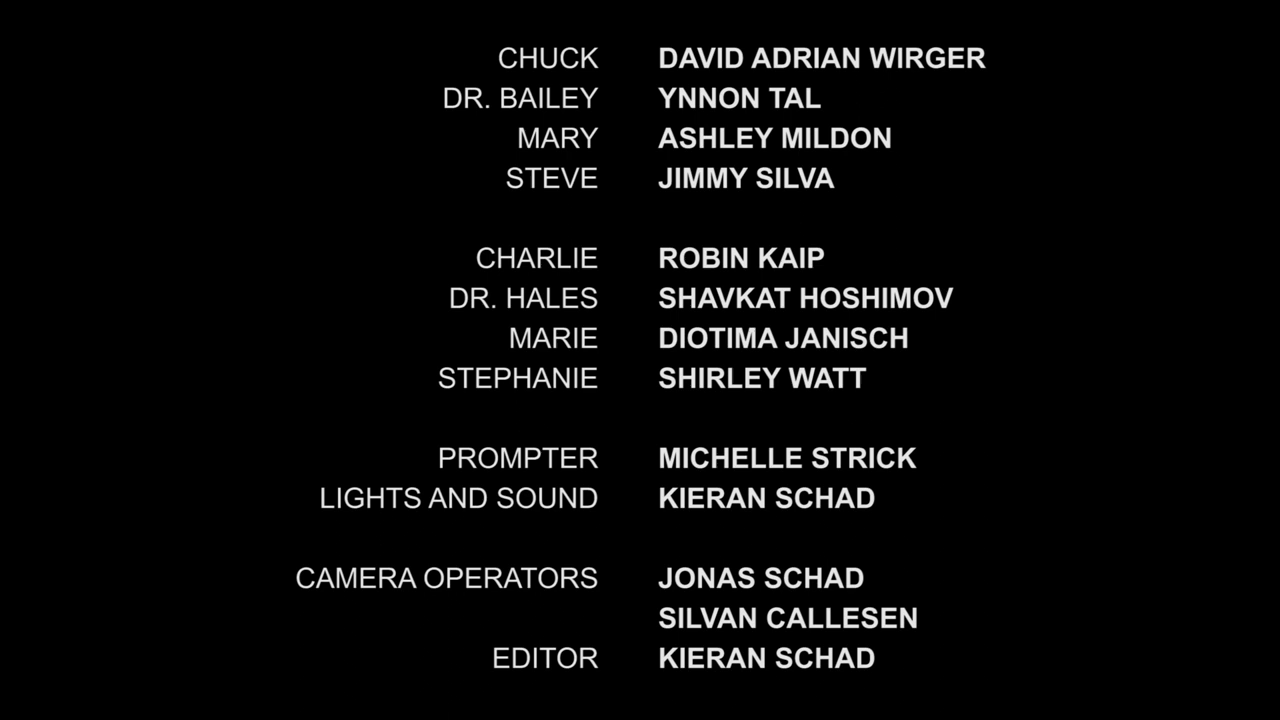 CHUCK DAVID ADRIAN WIRGER
DR. BAILEY YNNON TAL
MARY ASHLEY MILDON
STEVE JIMMY SILVA
CHARLIE ROBIN KAIP
DR. HALES SHAVKAT HOSHIMOV
MARIE DIOTIMA JANISCH
STEPHANIE SHIRLEY WATT
PROMPTER MICHELLE STRICK
LIGHTS AND SOUND KIERAN SCHAD
CAMERA OPERATORS JONAS SCHAD
SILVAN CALLESEN
EDITOR KIERAN SCHAD